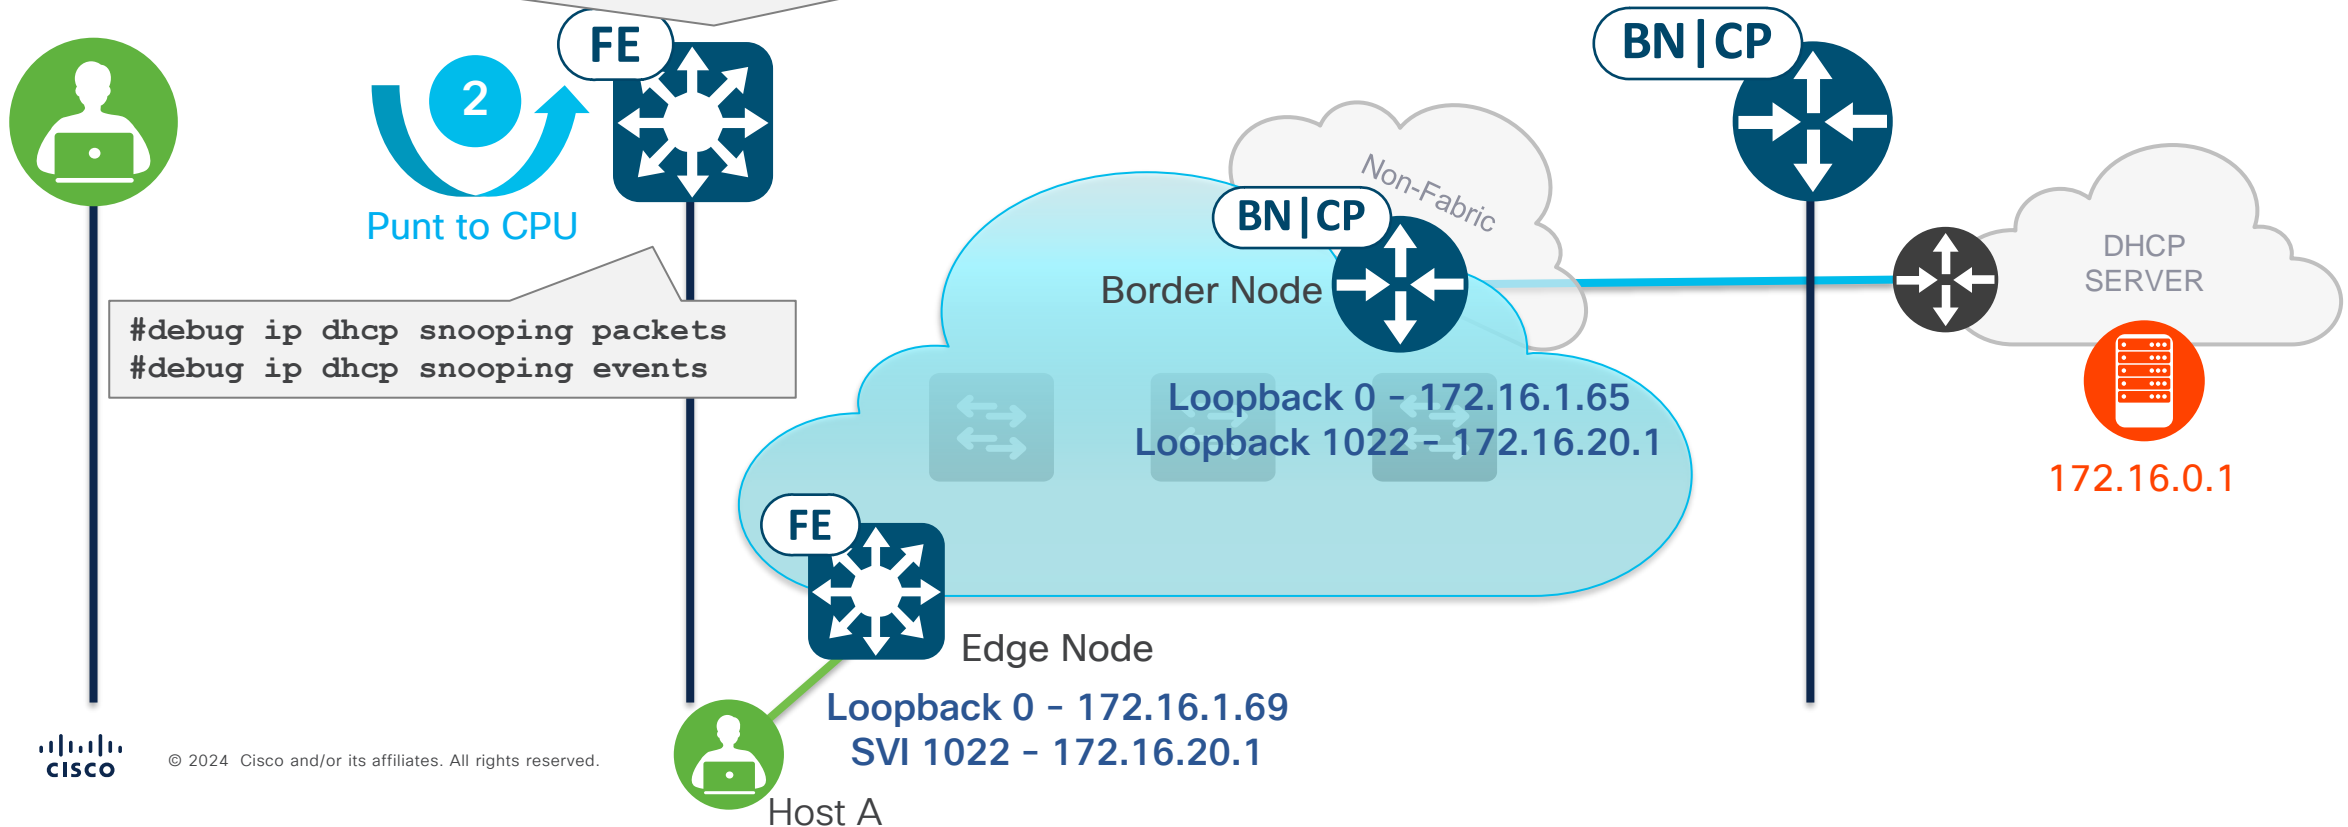 FE
BN|CP
2
Punt to CPU
#debug ip dhcp snooping packets
#debug ip dhcp snooping events
Non-Fabric
BN|CP
Border Node
DHCP
SERVER
Loopback 0 - 172.16.1.65
Loopback 1022 - 172.16.20.1
172.16.0.1
FE
Edge Node
Loopback 0 - 172.16.1.69
SVI 1022 - 172.16.20.1
Host A
CISCO
© 2024 Cisco and/or its affiliates. All rights reserved.